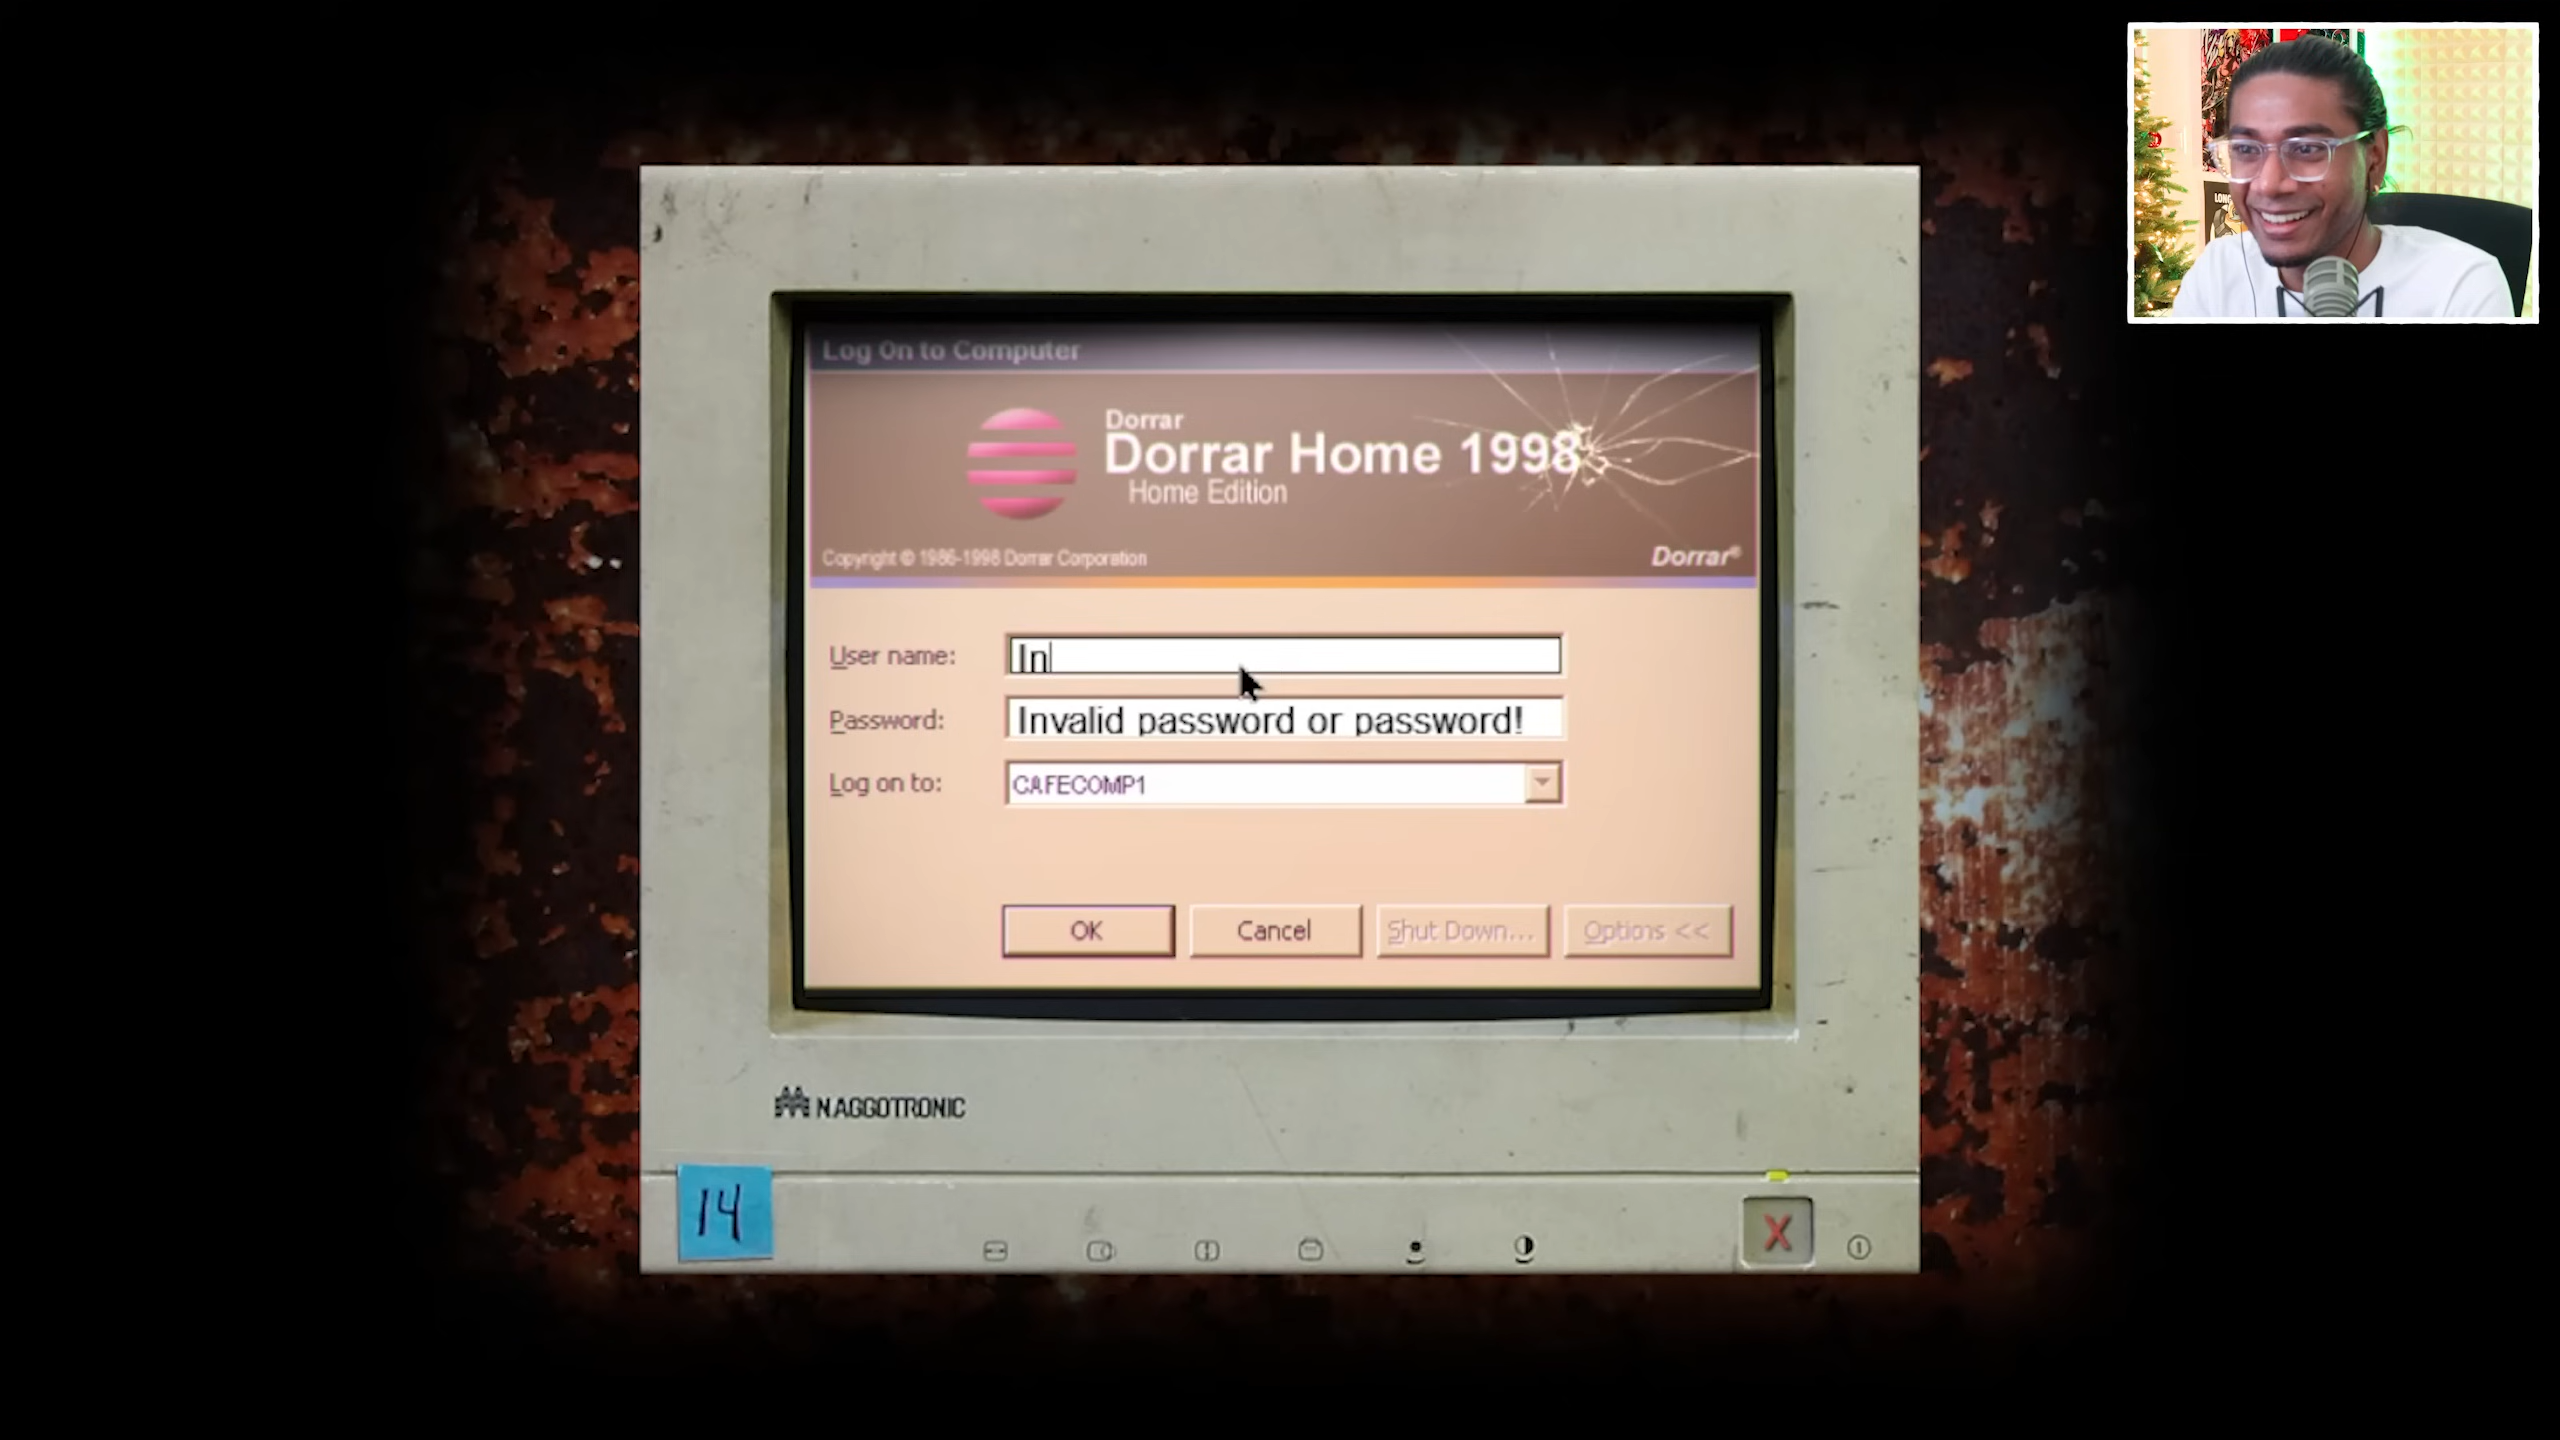 LONG
Log On to Computer
Dorrar
Dorrar Home 1998
Home Edition
Copyright © 1986-1998 Dorrar Corporation
Dorrar®
User name:
In
Password:
Invalid password or password!
Log on to:
CAFECOMP1
OK
Cancel
Shut Down...
Options <<
NAGGOTRONIC
14
X